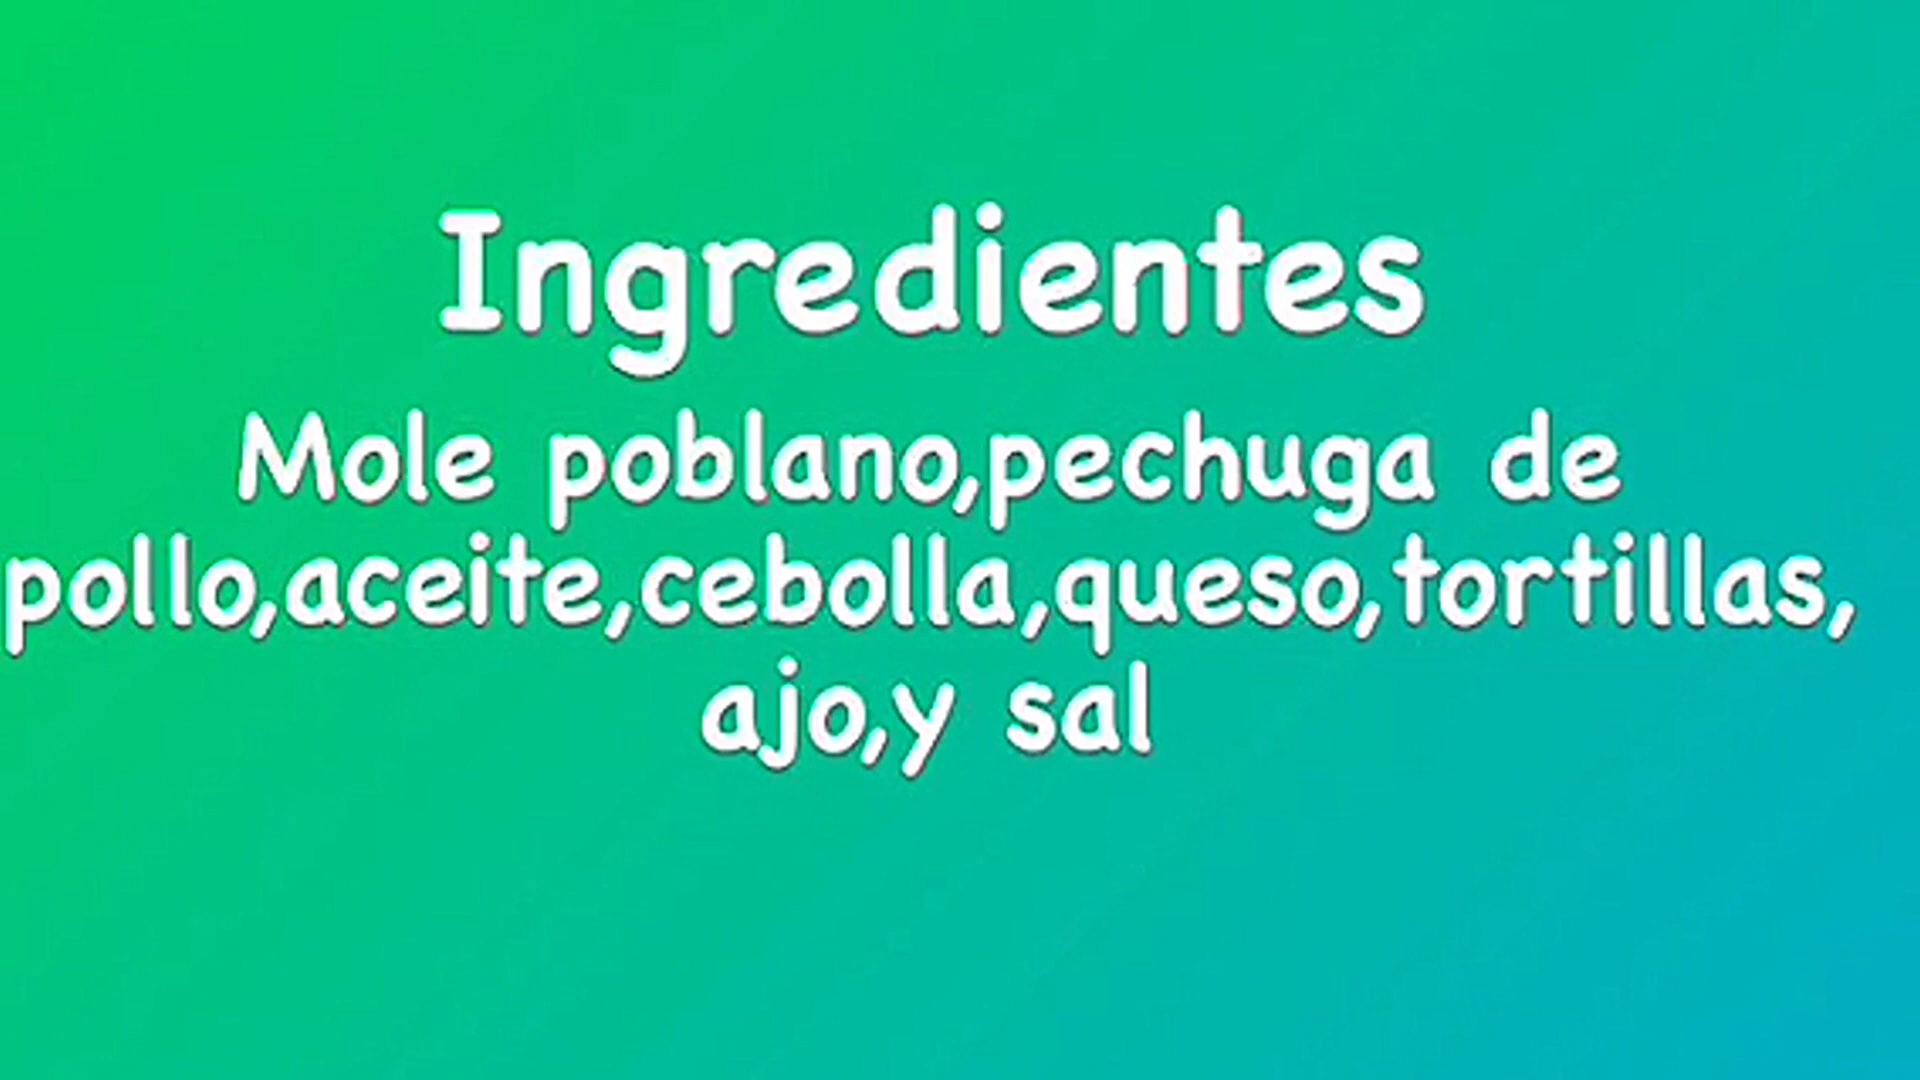 Ingredientes
Mole poblano,pechuga de
pollo,aceite,cebolla,queso,tortillas,
ajo,y sal